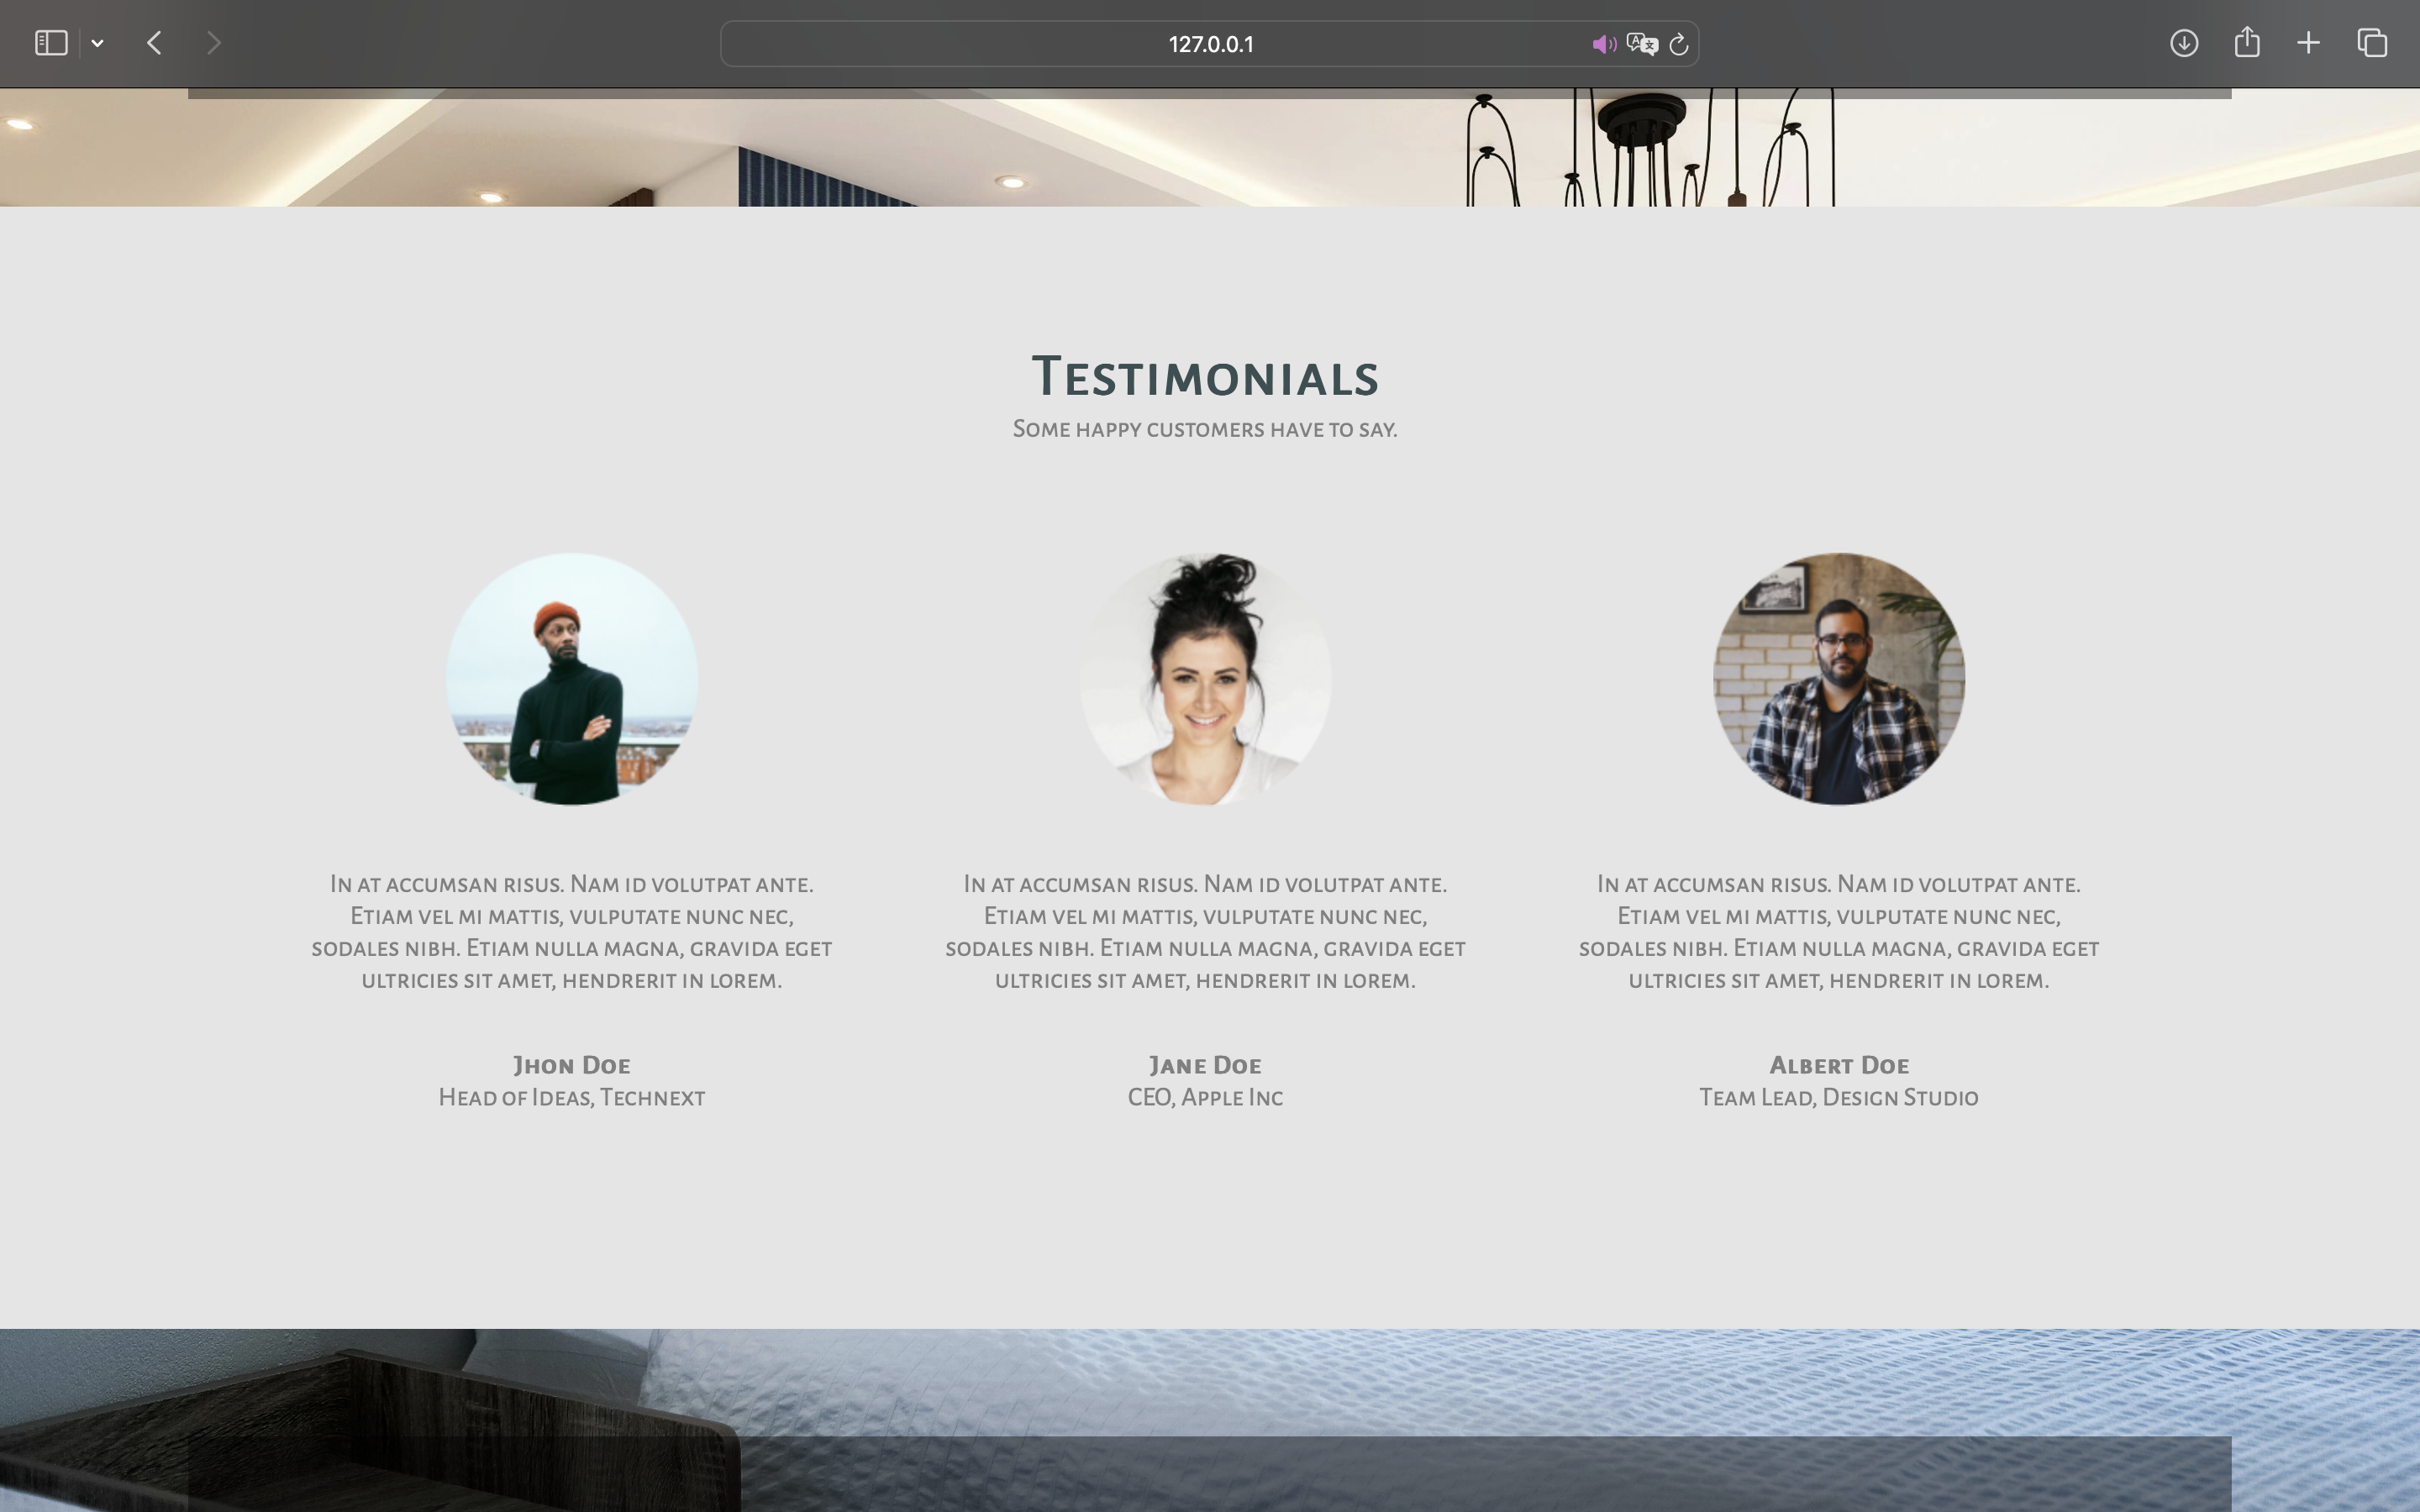 127.0.0.1
Testimonials
Some happy customers have to say.
In at accumsan risus. Nam id volutpat ante.
Etiam vel mi mattis, vulputate nunc nec,
sodales nibh. Etiam nulla magna, gravida eget
ultricies sit amet, hendrerit in lorem.
Jhon Doe
Head of Ideas, Technext
In at accumsan risus. Nam id volutpat ante.
Etiam vel mi mattis, vulputate nunc nec,
sodales nibh. Etiam nulla magna, gravida eget
ultricies sit amet, hendrerit in lorem.
Jane Doe
CEO, Apple Inc
In at accumsan risus. Nam id volutpat ante.
Etiam vel mi mattis, vulputate nunc nec,
sodales nibh. Etiam nulla magna, gravida eget
ultricies sit amet, hendrerit in lorem.
Albert Doe
Team Lead, Design Studio